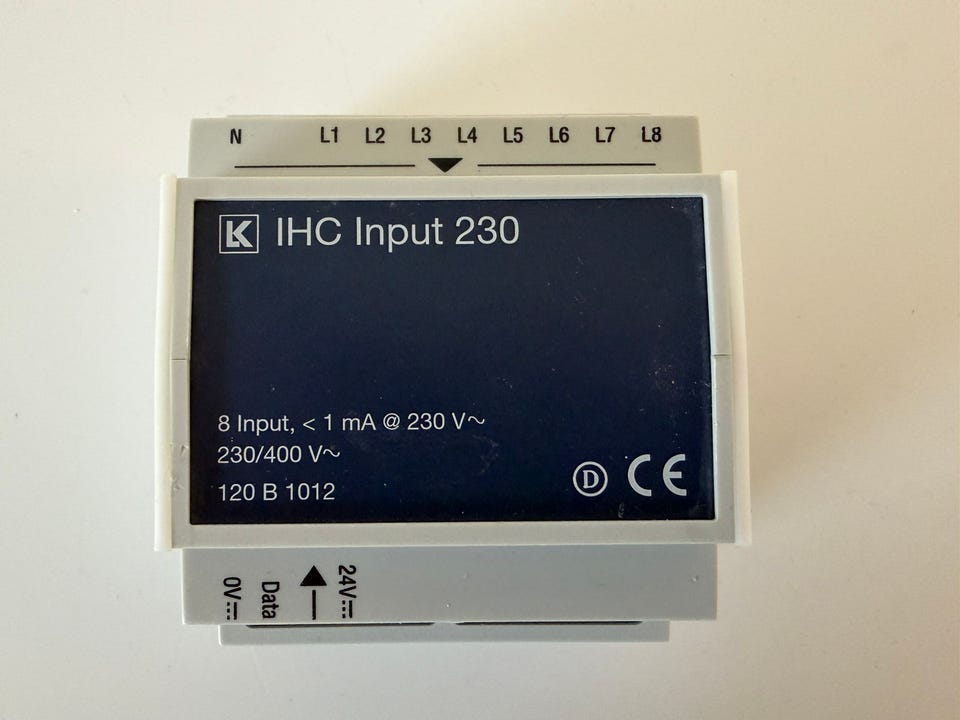 N L1 L2 L3 L4 L5 L6 L7 L8
LK IHC Input 230
8 Input, < 1 mA @ 230 V~
230/400 V~
120 B 1012
D CE
0V⎓
Data
24V⎓